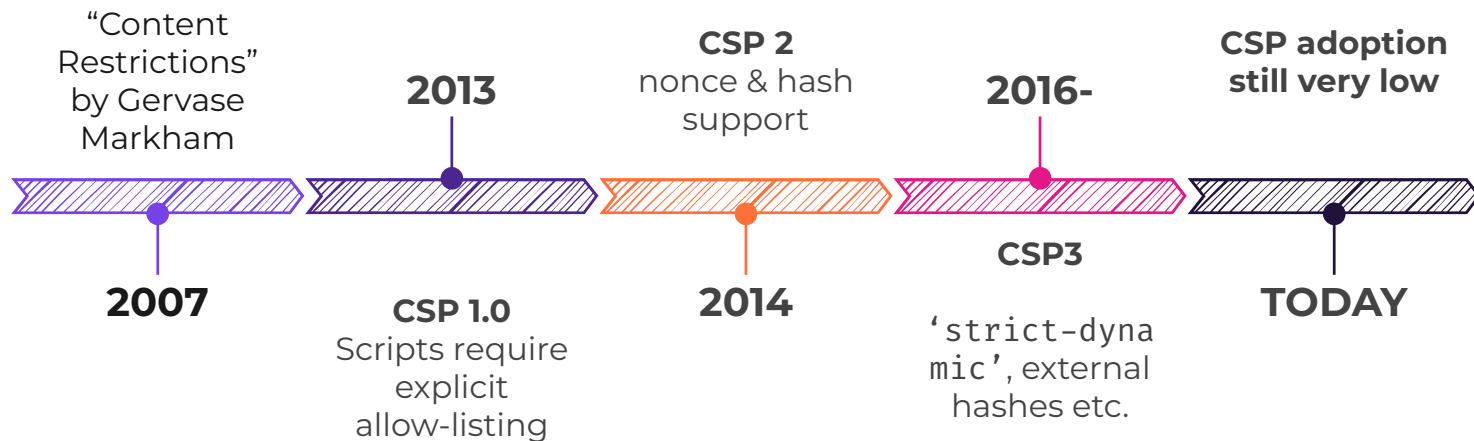 “Content
Restrictions”
by Gervase
Markham
2007
2013
CSP 1.0
Scripts require
explicit
allow-listing
CSP 2
nonce & hash
support
2014
2016-
CSP3
‘strict-dyna
mic’, external
hashes etc.
CSP adoption
still very low
TODAY